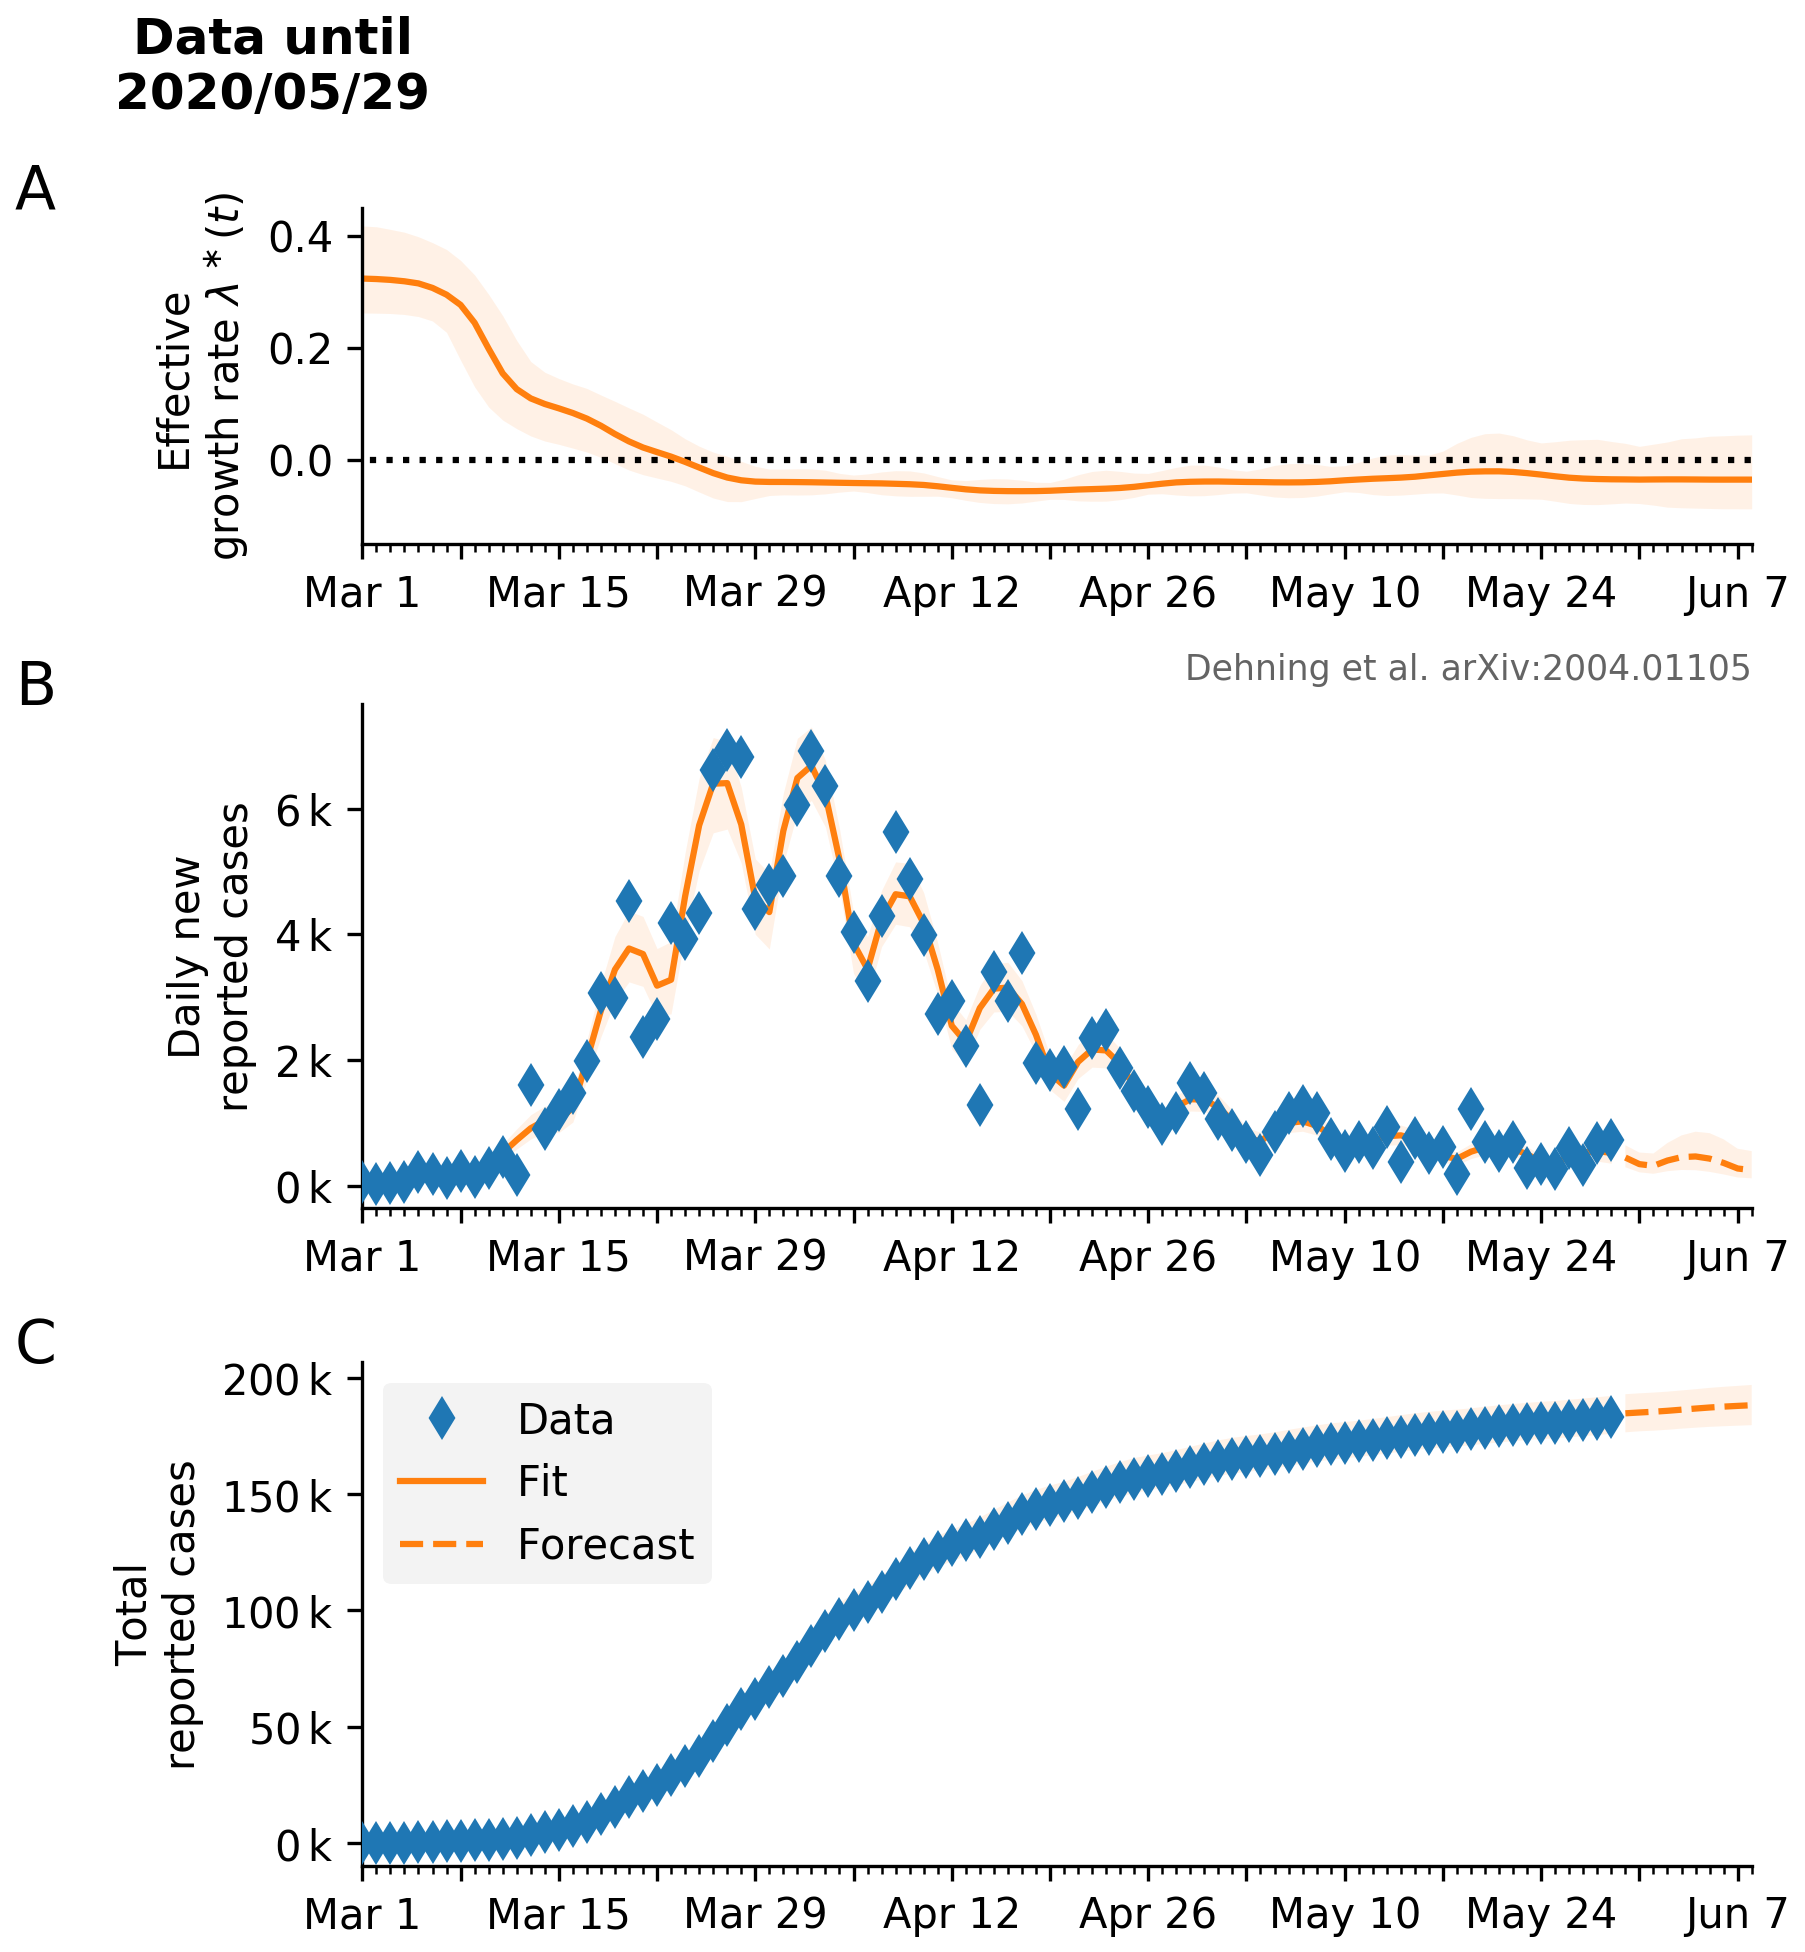 Data until
2020/05/29
A
Effective
growth rate λ * (t)
0.4
0.2
0.0
Mar 1 Mar 15 Mar 29 Apr 12 Apr 26 May 10 May 24 Jun 7
Dehning et al. arXiv:2004.01105
B
Daily new
reported cases
6 k
4 k
2 k
0 k
Mar 1 Mar 15 Mar 29 Apr 12 Apr 26 May 10 May 24 Jun 7
C
Total
reported cases
200 k
150 k
100 k
50 k
0 k
Data
Fit
Forecast
Mar 1 Mar 15 Mar 29 Apr 12 Apr 26 May 10 May 24 Jun 7